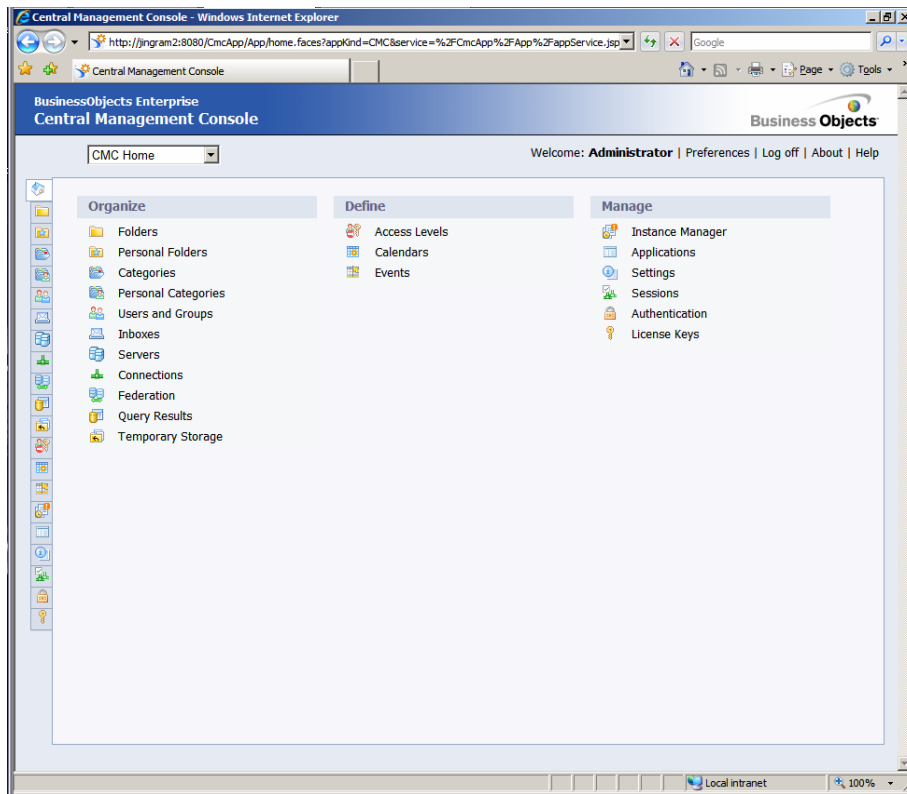 Central Management Console - Windows Internet Explorer
http://jingram2:8080/CmcApp/App/home.faces?appKind=CMC&service=%2FCmcApp%2FApp%2FappService.jsp
Google
Central Management Console
Page
Tools
BusinessObjects Enterprise
Central Management Console
Business Objects
CMC Home
Welcome: Administrator | Preferences | Log off | About | Help
Organize
Folders
Personal Folders
Categories
Personal Categories
Users and Groups
Inboxes
Servers
Connections
Federation
Query Results
Temporary Storage
Define
Access Levels
Calendars
Events
Manage
Instance Manager
Applications
Settings
Sessions
Authentication
License Keys
Local intranet
100%